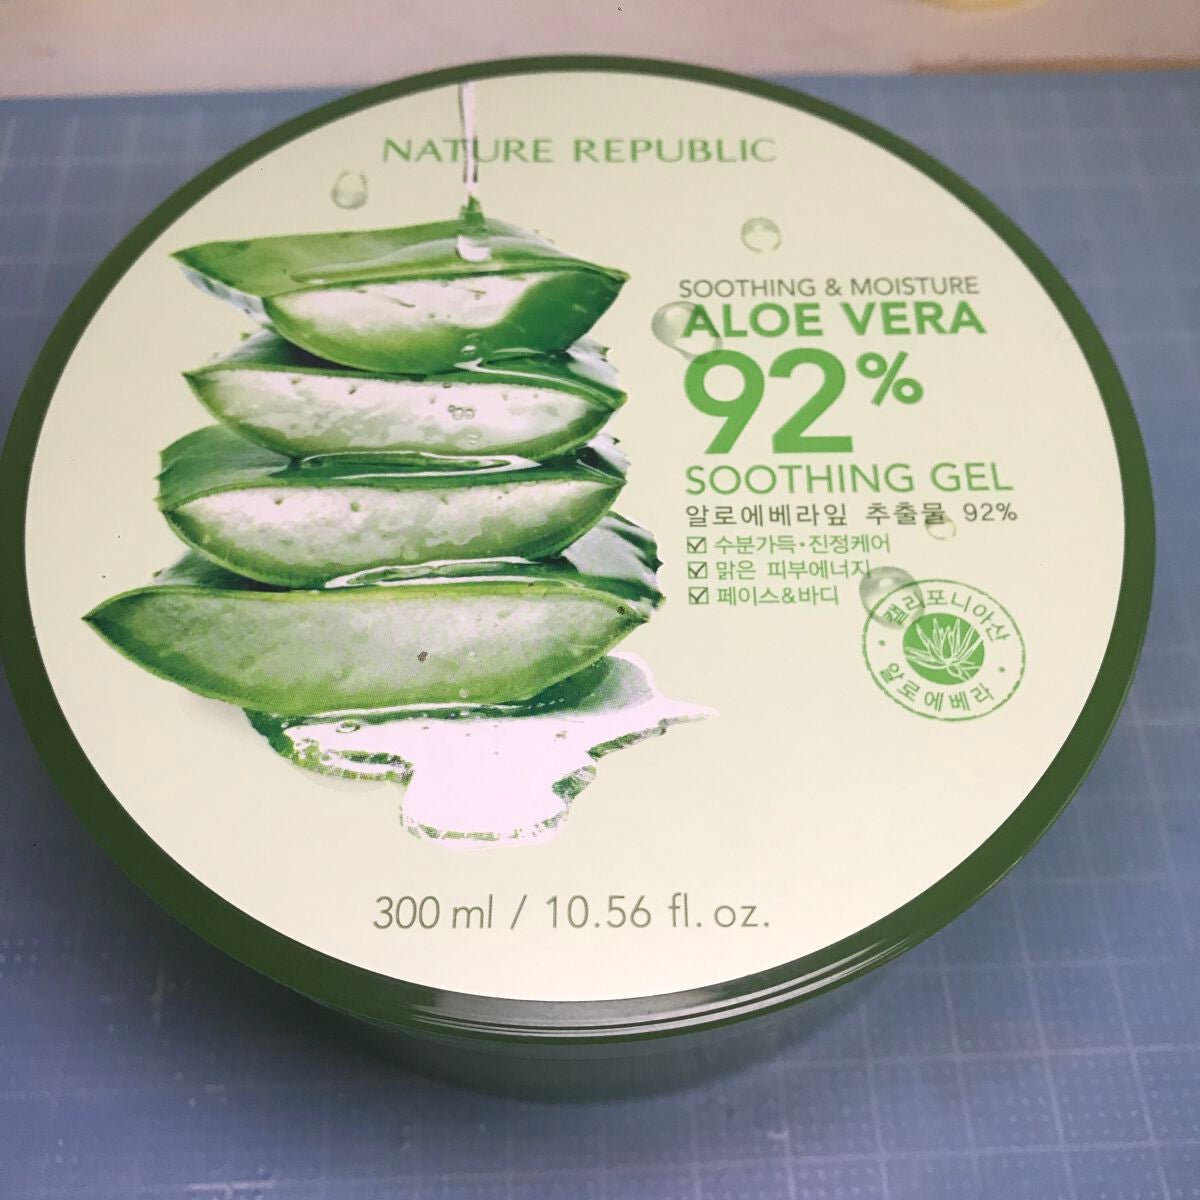 NATURE REPUBLIC
SOOTHING & MOISTURE
ALOE VERA
92%
SOOTHING GEL
알로에베라잎 추출물 92%
☑ 수분가득·진정케어
☑ 맑은 피부에너지
☑ 페이스&바디
캘리포니아산
알로에베라
300 ml / 10.56 fl. oz.